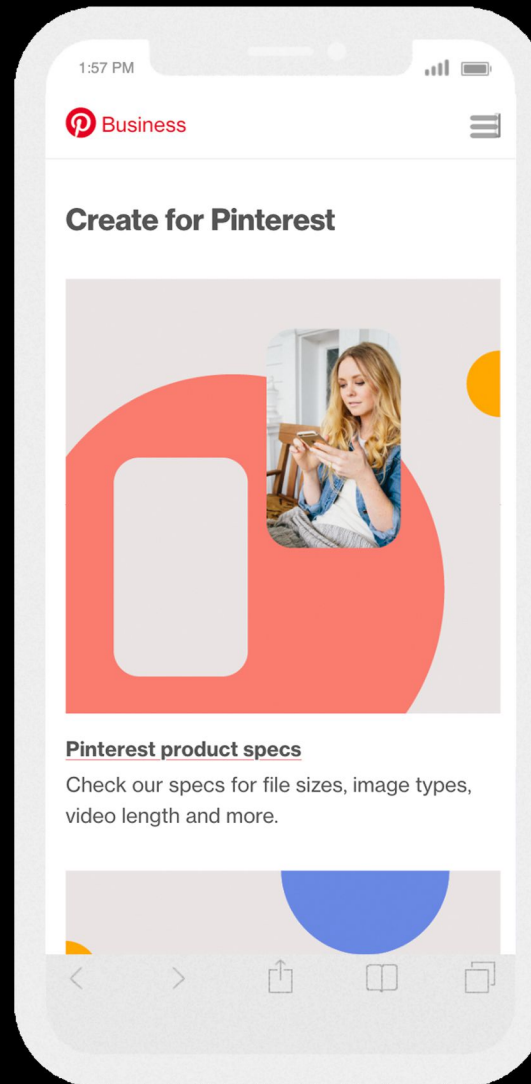 1:57 PM
Business
Create for Pinterest
Pinterest product specs
Check our specs for file sizes, image types,
video length and more.